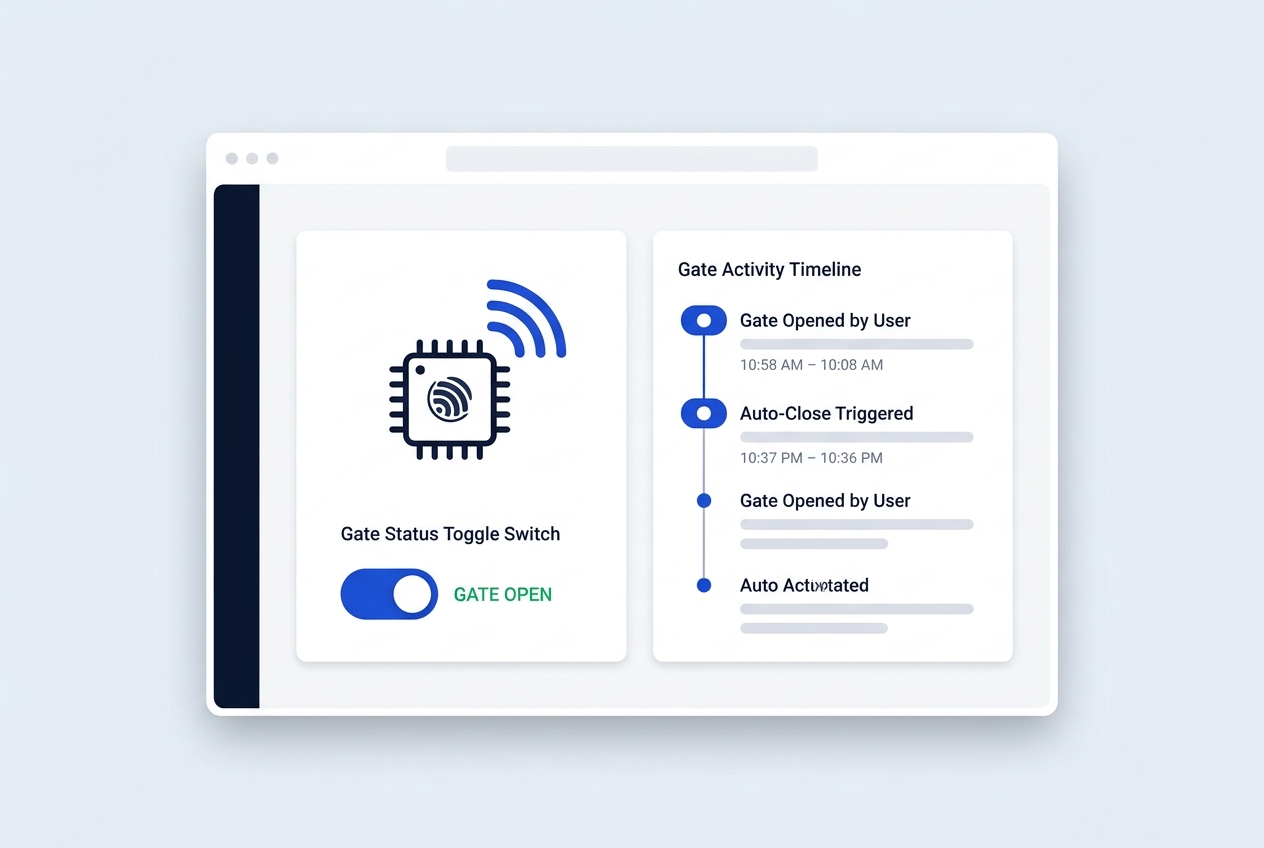 Gate Status Toggle Switch
GATE OPEN
Gate Activity Timeline
Gate Opened by User
10:58 AM – 10:08 AM
Auto-Close Triggered
10:37 PM – 10:36 PM
Gate Opened by User
Auto